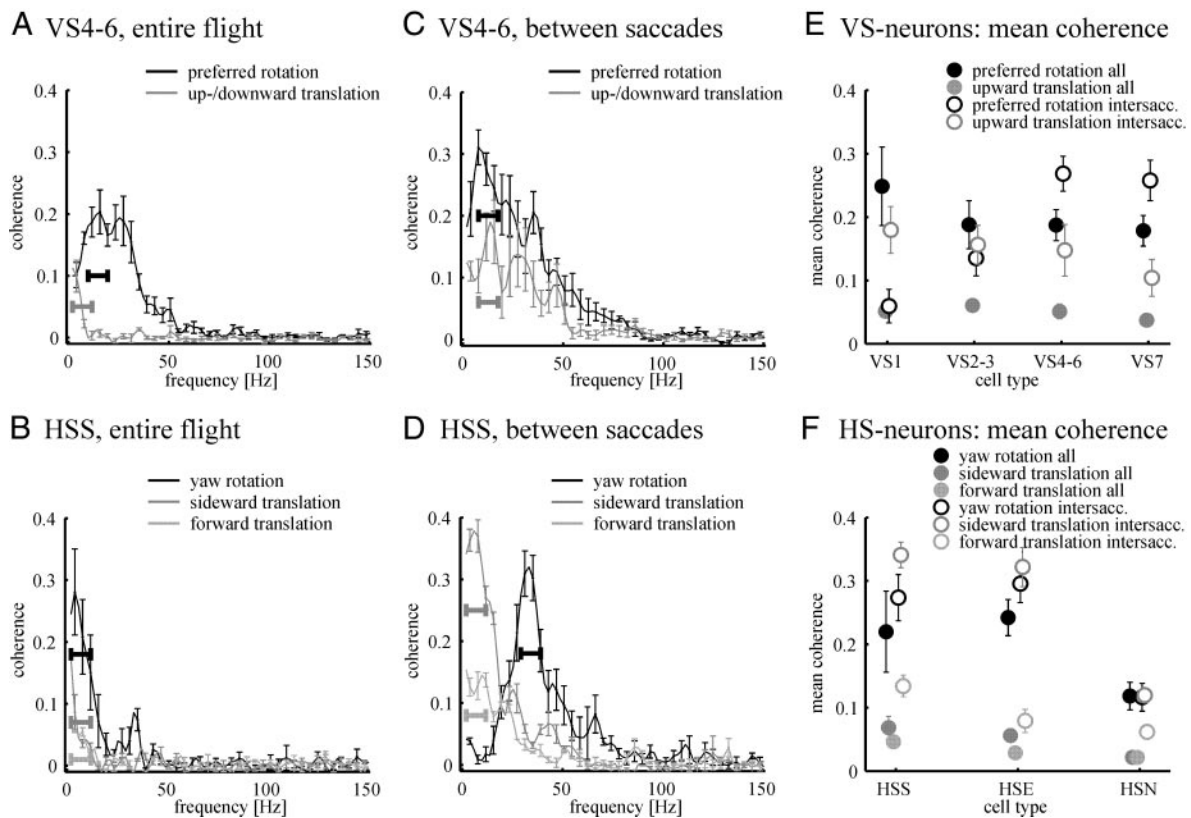 A VS4-6, entire flight
preferred rotation
up-/downward translation
0.4
0.3
0.2
0.1
0
coherence
0 50 100 150
frequency [Hz]
C VS4-6, between saccades
preferred rotation
up-/downward translation
0.4
0.3
0.2
0.1
0
coherence
0 50 100 150
frequency [Hz]
E VS-neurons: mean coherence
preferred rotation all
upward translation all
preferred rotation intersacc.
upward translation intersacc.
0.4
0.3
0.2
0.1
0
mean coherence
VS1 VS2-3 VS4-6 VS7
cell type
B HSS, entire flight
yaw rotation
sideward translation
forward translation
0.4
0.3
0.2
0.1
0
coherence
0 50 100 150
frequency [Hz]
D HSS, between saccades
yaw rotation
sideward translation
forward translation
0.4
0.3
0.2
0.1
0
coherence
0 50 100 150
frequency [Hz]
F HS-neurons: mean coherence
yaw rotation all
sideward translation all
forward translation all
yaw rotation intersacc.
sideward translation intersacc.
forward translation intersacc.
0.4
0.3
0.2
0.1
0
mean coherence
HSS HSE HSN
cell type